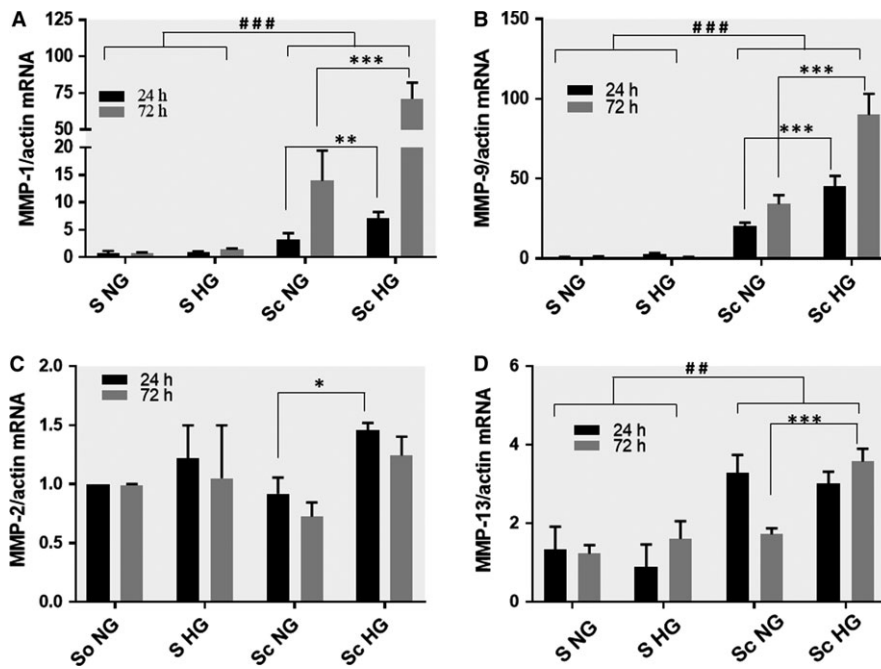 A
MMP-1/actin mRNA
125
100
75
50
20
15
10
5
0
###
***
**
24 h
72 h
S NG
S HG
Sc NG
Sc HG
B
MMP-9/actin mRNA
150
100
50
0
###
***
***
24 h
72 h
S NG
S HG
Sc NG
Sc HG
C
MMP-2/actin mRNA
2.0
1.5
1.0
0.5
0.0
24 h
72 h
*
So NG
S HG
Sc NG
Sc HG
D
MMP-13/actin mRNA
6
4
2
0
##
***
24 h
72 h
S NG
S HG
Sc NG
Sc HG